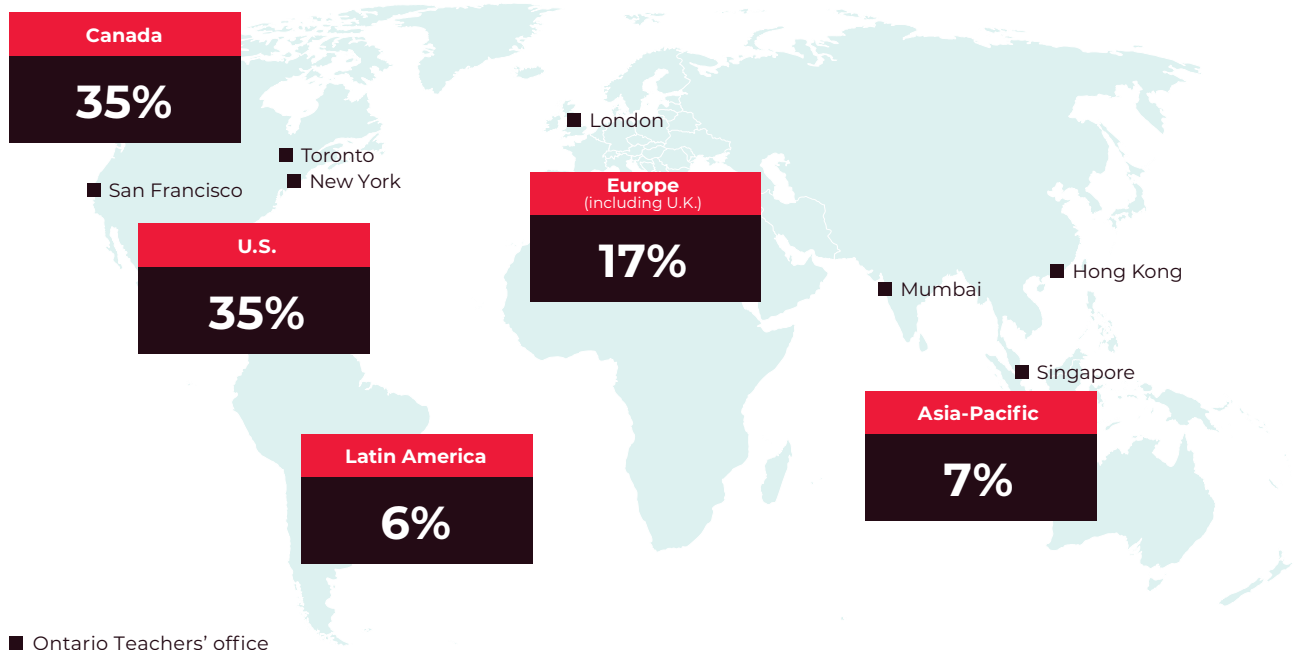 Canada
35%
London
Toronto
New York
San Francisco
Europe
(including U.K.)
17%
U.S.
35%
Hong Kong
Mumbai
Singapore
Asia-Pacific
7%
Latin America
6%
Ontario Teachers’ office